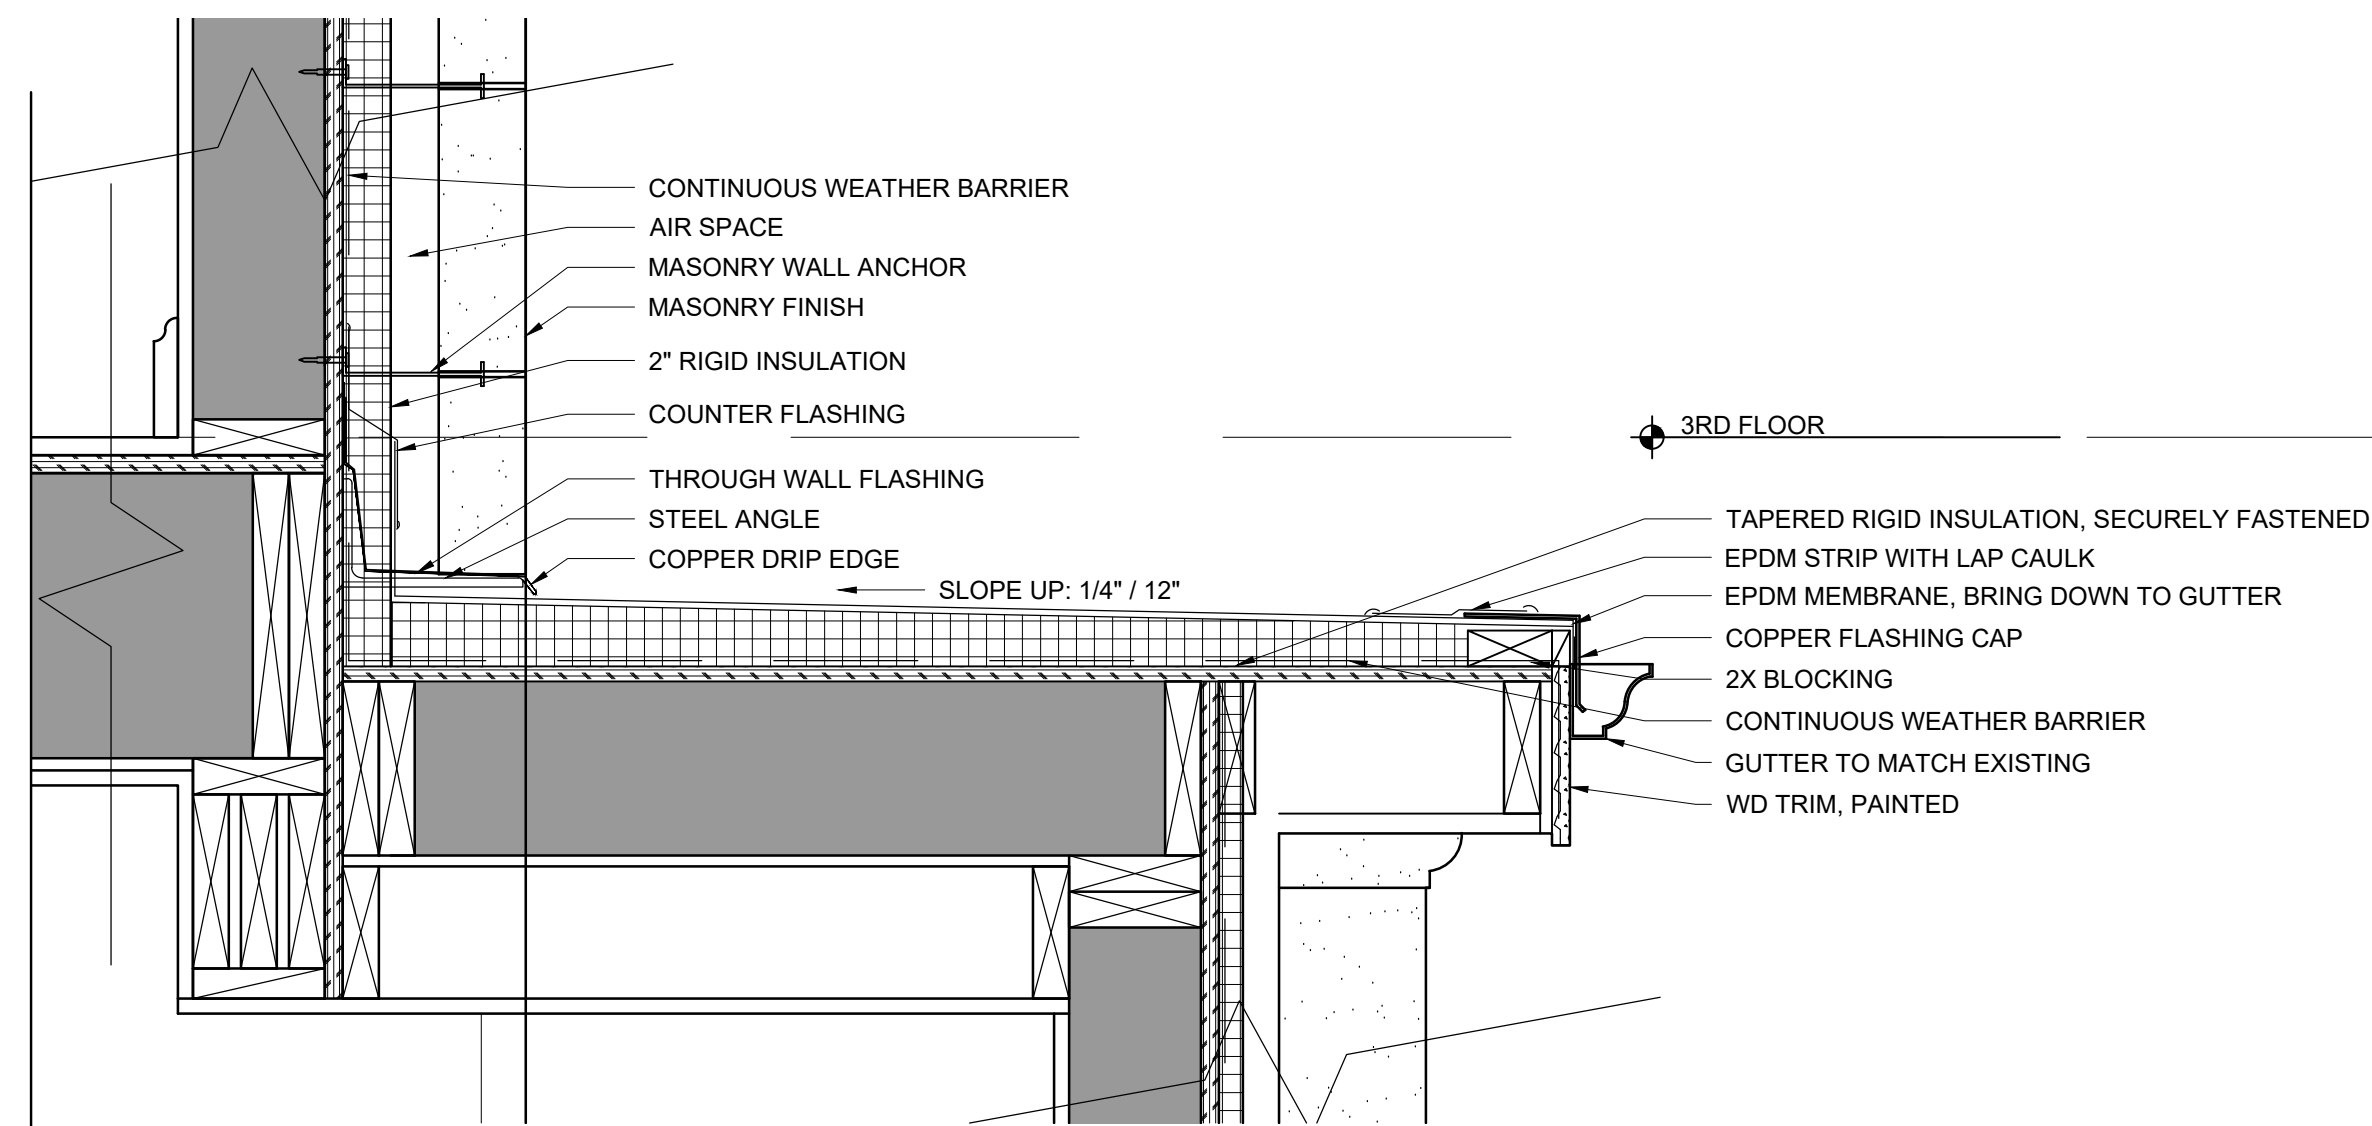 CONTINUOUS WEATHER BARRIER
AIR SPACE
MASONRY WALL ANCHOR
MASONRY FINISH
2" RIGID INSULATION
COUNTER FLASHING
THROUGH WALL FLASHING
STEEL ANGLE
COPPER DRIP EDGE
SLOPE UP: 1/4" / 12"
3RD FLOOR
TAPERED RIGID INSULATION, SECURELY FASTENED
EPDM STRIP WITH LAP CAULK
EPDM MEMBRANE, BRING DOWN TO GUTTER
COPPER FLASHING CAP
2X BLOCKING
CONTINUOUS WEATHER BARRIER
GUTTER TO MATCH EXISTING
WD TRIM, PAINTED